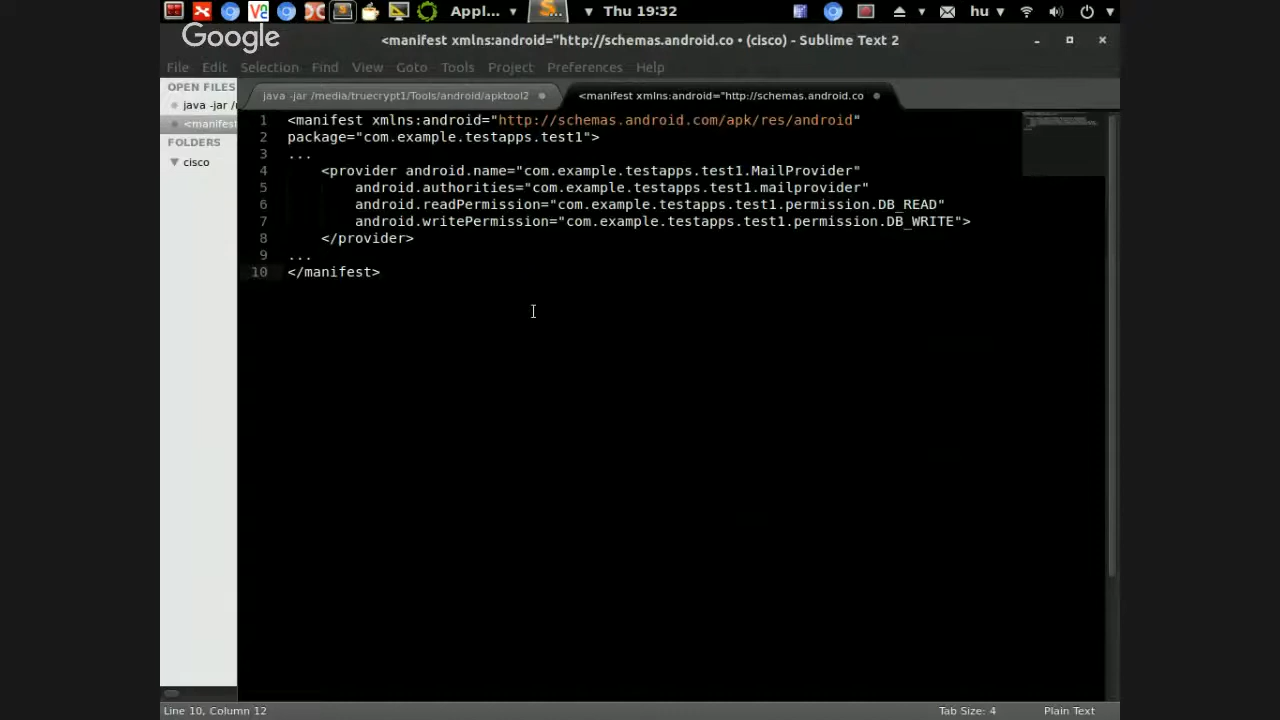 Appl...
S...
Thu 19:32
hu
Google
<manifest xmlns:android="http://schemas.android.co • (cisco) - Sublime Text 2
File Edit Selection Find View Goto Tools Project Preferences Help
OPEN FILES
java -jar /r
<manifest
FOLDERS
cisco
java -jar /media/truecrypt1/Tools/android/apktool2
<manifest xmlns:android="http://schemas.android.co
1 <manifest xmlns:android="http://schemas.android.com/apk/res/android"
2 package="com.example.testapps.test1">
3 ...
4 <provider android.name="com.example.testapps.test1.MailProvider"
5 android.authorities="com.example.testapps.test1.mailprovider"
6 android.readPermission="com.example.testapps.test1.permission.DB_READ"
7 android.writePermission="com.example.testapps.test1.permission.DB_WRITE">
8 </provider>
9 ...
10 </manifest>
Line 10, Column 12
Tab Size: 4
Plain Text